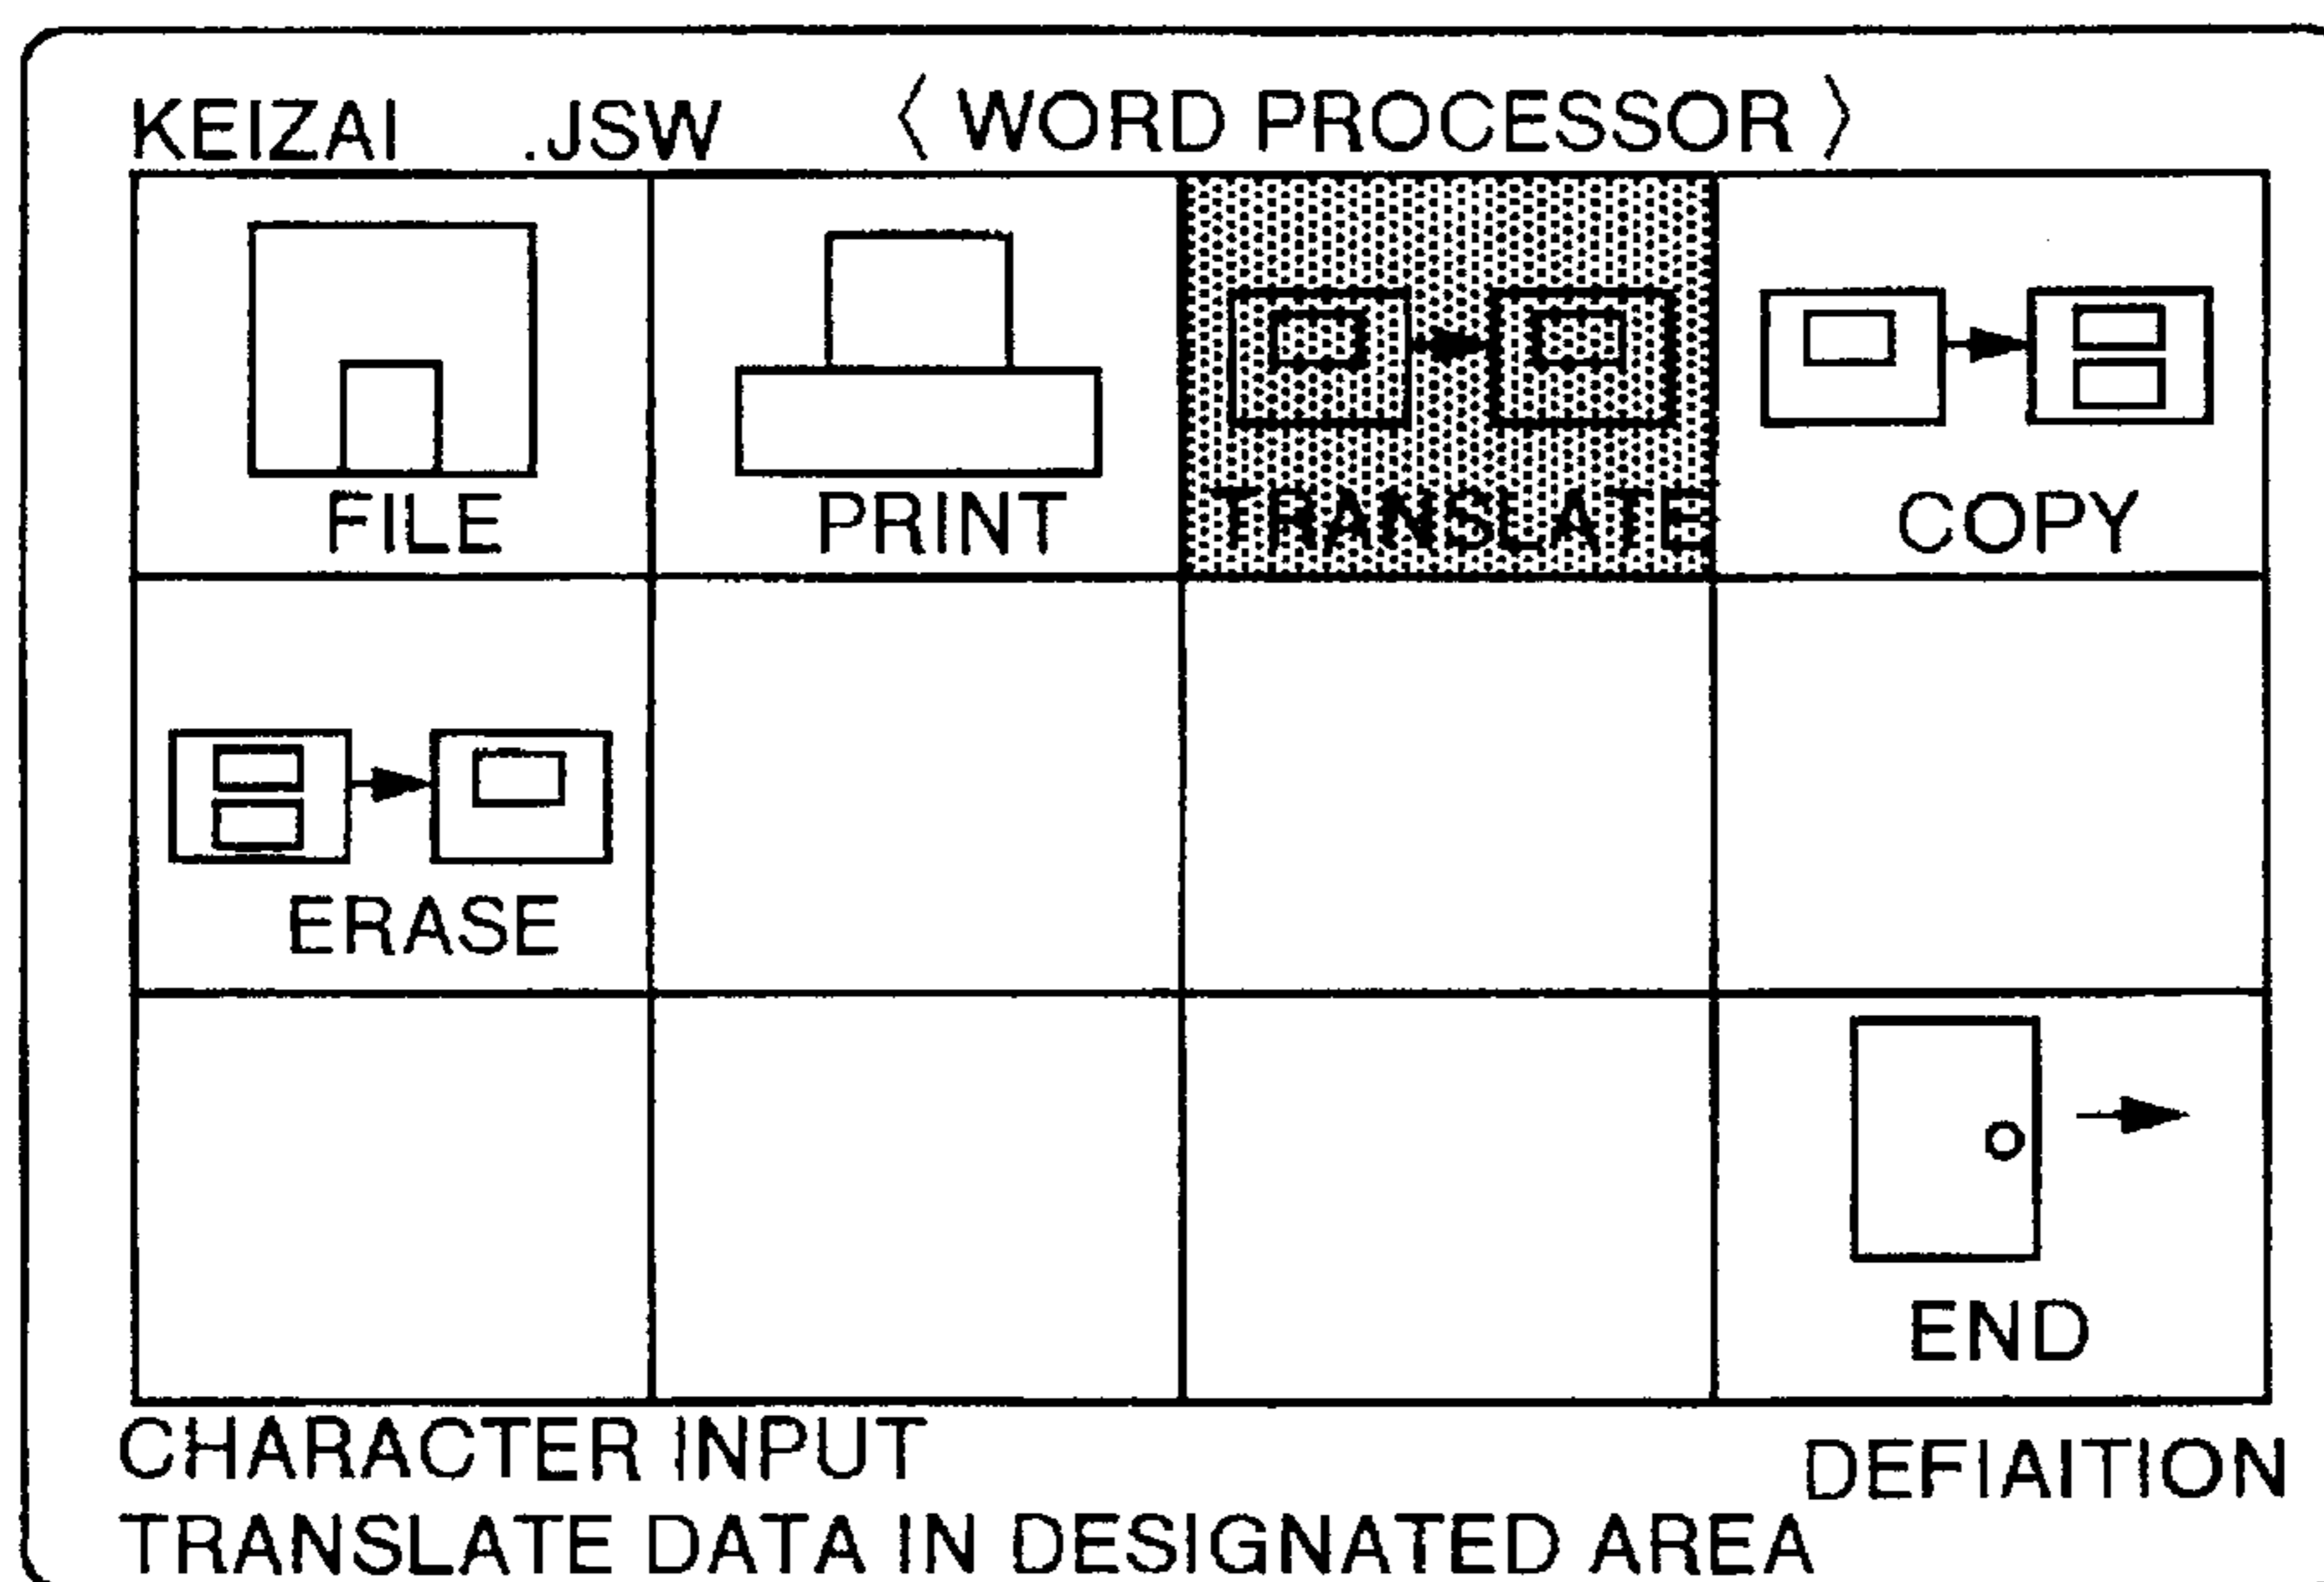 KEIZAI .JSW 〈 WORD PROCESSOR 〉
FILE PRINT TRANSLATE COPY
ERASE
END
CHARACTER INPUT
DEFIAITION
TRANSLATE DATA IN DESIGNATED AREA